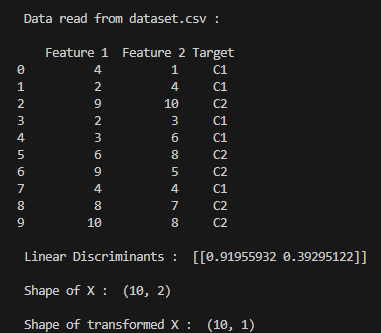 Data read from dataset.csv :
Feature 1 Feature 2 Target
0 4 1 C1
1 2 4 C1
2 9 10 C2
3 2 3 C1
4 3 6 C1
5 6 8 C2
6 9 5 C2
7 4 4 C1
8 8 7 C2
9 10 8 C2
Linear Discriminants : [[0.91955932 0.39295122]]
Shape of X : (10, 2)
Shape of transformed X : (10, 1)